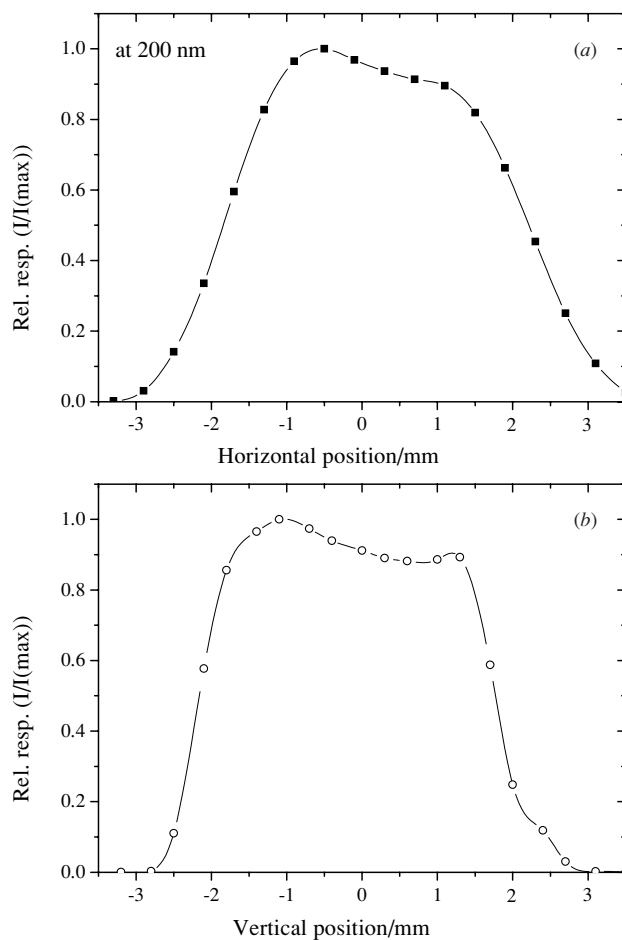 at 200 nm
(a)
Rel. resp. (I/I(max))
1.0
0.8
0.6
0.4
0.2
0.0
-3 -2 -1 0 1 2 3
Horizontal position/mm
(b)
Rel. resp. (I/I(max))
1.0
0.8
0.6
0.4
0.2
0.0
-3 -2 -1 0 1 2 3
Vertical position/mm